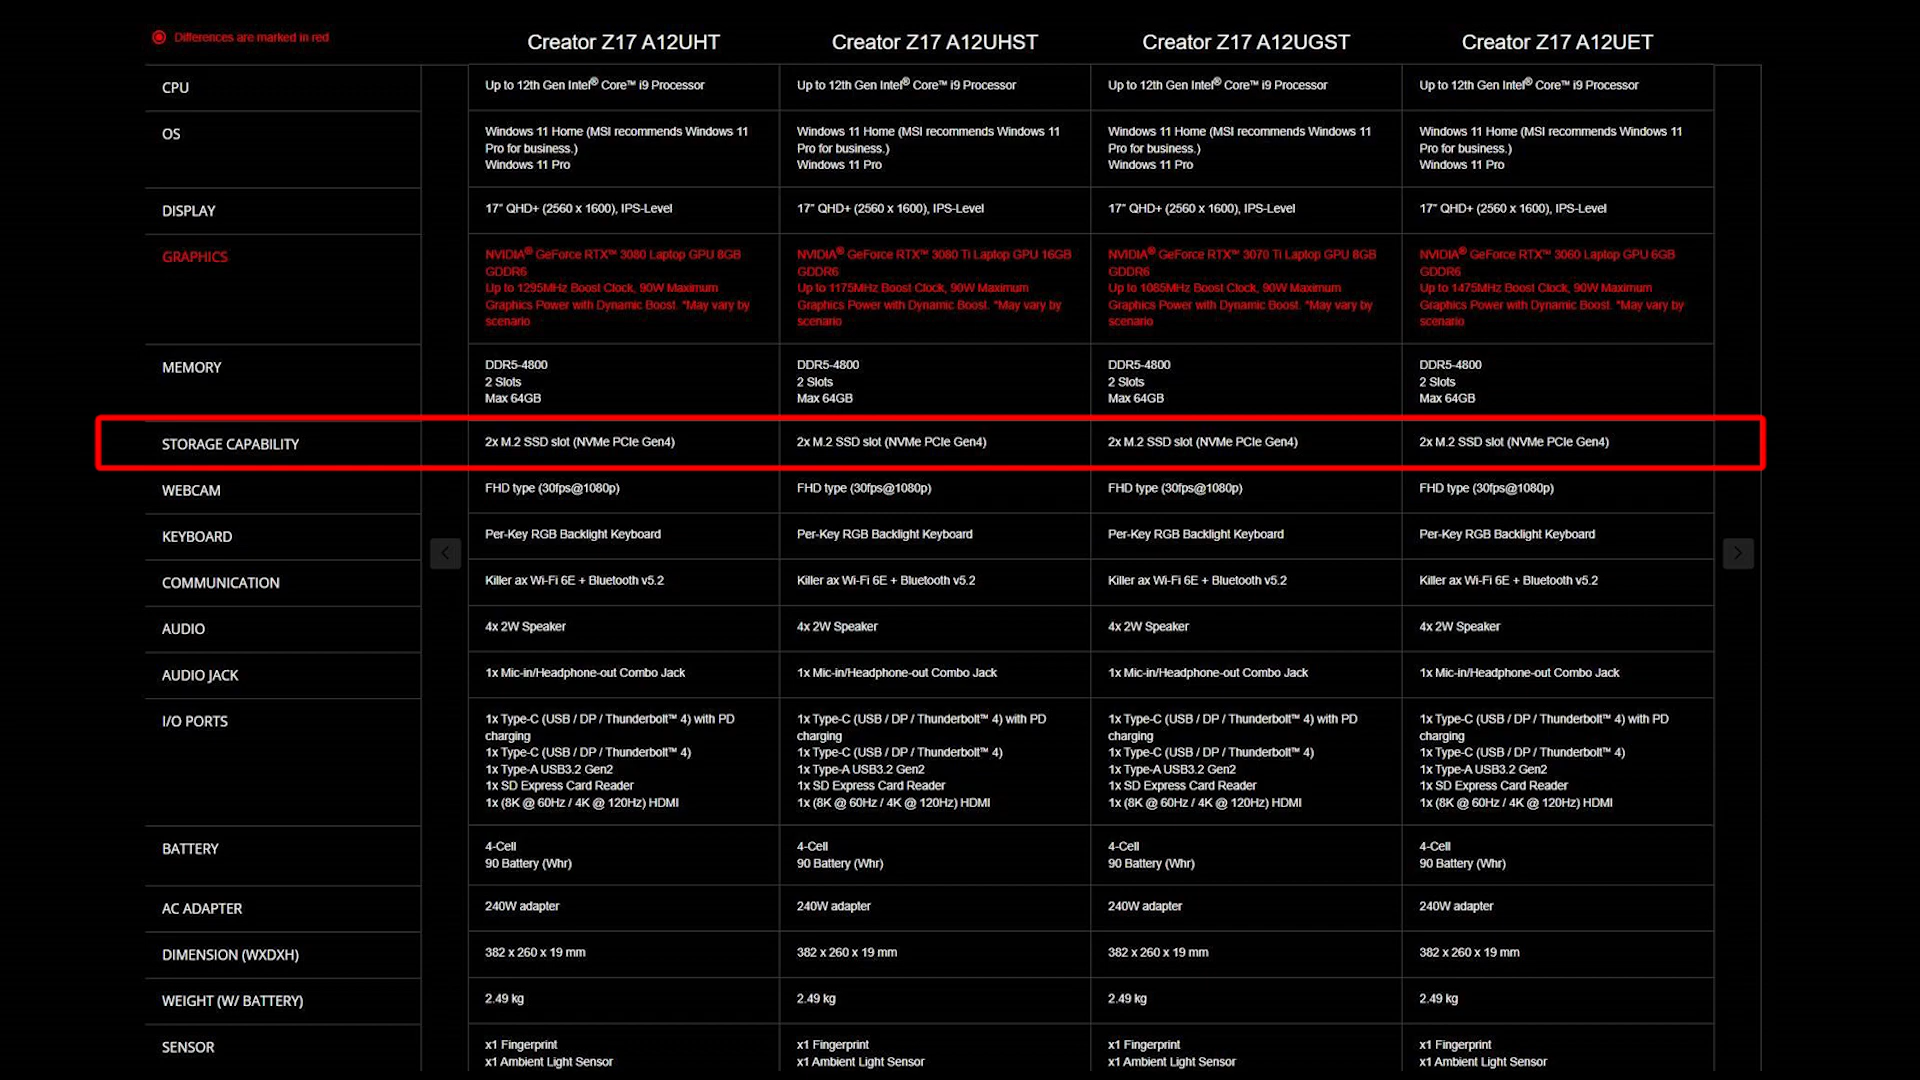 Differences are marked in red
Creator Z17 A12UHT
Creator Z17 A12UHST
Creator Z17 A12UGST
Creator Z17 A12UET
CPU
Up to 12th Gen Intel® Core™ i9 Processor
Up to 12th Gen Intel® Core™ i9 Processor
Up to 12th Gen Intel® Core™ i9 Processor
Up to 12th Gen Intel® Core™ i9 Processor
OS
Windows 11 Home (MSI recommends Windows 11
Pro for business.)
Windows 11 Pro
Windows 11 Home (MSI recommends Windows 11
Pro for business.)
Windows 11 Pro
Windows 11 Home (MSI recommends Windows 11
Pro for business.)
Windows 11 Pro
Windows 11 Home (MSI recommends Windows 11
Pro for business.)
Windows 11 Pro
DISPLAY
17" QHD+ (2560 x 1600), IPS-Level
17" QHD+ (2560 x 1600), IPS-Level
17" QHD+ (2560 x 1600), IPS-Level
17" QHD+ (2560 x 1600), IPS-Level
GRAPHICS
NVIDIA® GeForce RTX™ 3080 Laptop GPU 8GB
GDDR6
Up to 1295MHz Boost Clock, 90W Maximum
Graphics Power with Dynamic Boost. *May vary by
scenario
NVIDIA® GeForce RTX™ 3080 Ti Laptop GPU 16GB
GDDR6
Up to 1175MHz Boost Clock, 90W Maximum
Graphics Power with Dynamic Boost. *May vary by
scenario
NVIDIA® GeForce RTX™ 3070 Ti Laptop GPU 8GB
GDDR6
Up to 1085MHz Boost Clock, 90W Maximum
Graphics Power with Dynamic Boost. *May vary by
scenario
NVIDIA® GeForce RTX™ 3060 Laptop GPU 6GB
GDDR6
Up to 1475MHz Boost Clock, 90W Maximum
Graphics Power with Dynamic Boost. *May vary by
scenario
MEMORY
DDR5-4800
2 Slots
Max 64GB
DDR5-4800
2 Slots
Max 64GB
DDR5-4800
2 Slots
Max 64GB
DDR5-4800
2 Slots
Max 64GB
STORAGE CAPABILITY
2x M.2 SSD slot (NVMe PCIe Gen4)
2x M.2 SSD slot (NVMe PCIe Gen4)
2x M.2 SSD slot (NVMe PCIe Gen4)
2x M.2 SSD slot (NVMe PCIe Gen4)
WEBCAM
FHD type (30fps@1080p)
FHD type (30fps@1080p)
FHD type (30fps@1080p)
FHD type (30fps@1080p)
KEYBOARD
Per-Key RGB Backlight Keyboard
Per-Key RGB Backlight Keyboard
Per-Key RGB Backlight Keyboard
Per-Key RGB Backlight Keyboard
COMMUNICATION
Killer ax Wi-Fi 6E + Bluetooth v5.2
Killer ax Wi-Fi 6E + Bluetooth v5.2
Killer ax Wi-Fi 6E + Bluetooth v5.2
Killer ax Wi-Fi 6E + Bluetooth v5.2
AUDIO
4x 2W Speaker
4x 2W Speaker
4x 2W Speaker
4x 2W Speaker
AUDIO JACK
1x Mic-in/Headphone-out Combo Jack
1x Mic-in/Headphone-out Combo Jack
1x Mic-in/Headphone-out Combo Jack
1x Mic-in/Headphone-out Combo Jack
I/O PORTS
1x Type-C (USB / DP / Thunderbolt™ 4) with PD
charging
1x Type-C (USB / DP / Thunderbolt™ 4)
1x Type-A USB3.2 Gen2
1x SD Express Card Reader
1x (8K @ 60Hz / 4K @ 120Hz) HDMI
1x Type-C (USB / DP / Thunderbolt™ 4) with PD
charging
1x Type-C (USB / DP / Thunderbolt™ 4)
1x Type-A USB3.2 Gen2
1x SD Express Card Reader
1x (8K @ 60Hz / 4K @ 120Hz) HDMI
1x Type-C (USB / DP / Thunderbolt™ 4) with PD
charging
1x Type-C (USB / DP / Thunderbolt™ 4)
1x Type-A USB3.2 Gen2
1x SD Express Card Reader
1x (8K @ 60Hz / 4K @ 120Hz) HDMI
1x Type-C (USB / DP / Thunderbolt™ 4) with PD
charging
1x Type-C (USB / DP / Thunderbolt™ 4)
1x Type-A USB3.2 Gen2
1x SD Express Card Reader
1x (8K @ 60Hz / 4K @ 120Hz) HDMI
BATTERY
4-Cell
90 Battery (Whr)
4-Cell
90 Battery (Whr)
4-Cell
90 Battery (Whr)
4-Cell
90 Battery (Whr)
AC ADAPTER
240W adapter
240W adapter
240W adapter
240W adapter
DIMENSION (WXDXH)
382 x 260 x 19 mm
382 x 260 x 19 mm
382 x 260 x 19 mm
382 x 260 x 19 mm
WEIGHT (W/ BATTERY)
2.49 kg
2.49 kg
2.49 kg
2.49 kg
SENSOR
x1 Fingerprint
x1 Ambient Light Sensor
x1 Fingerprint
x1 Ambient Light Sensor
x1 Fingerprint
x1 Ambient Light Sensor
x1 Fingerprint
x1 Ambient Light Sensor